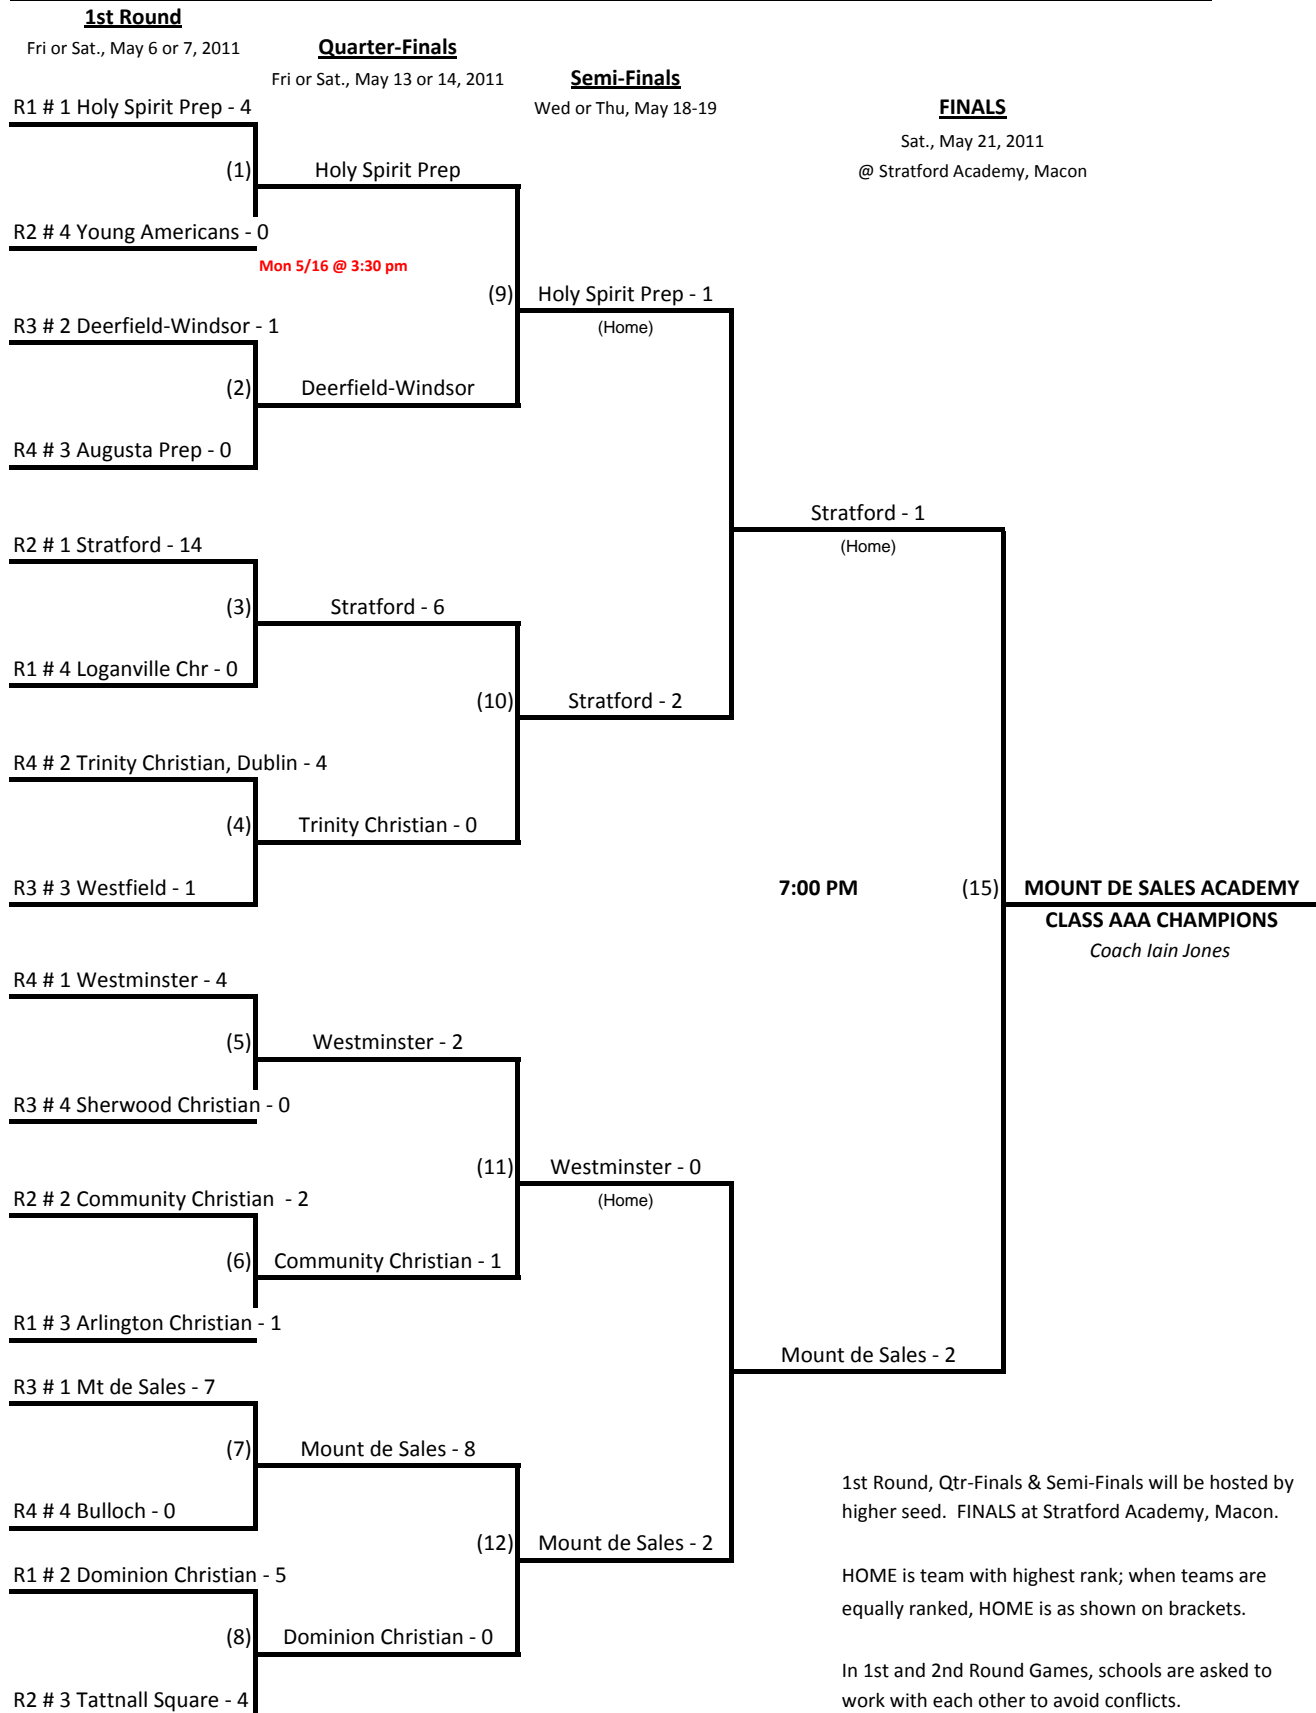 1st Round
Fri or Sat., May 6 or 7, 2011
Quarter-Finals
Fri or Sat., May 13 or 14, 2011
Semi-Finals
Wed or Thu, May 18-19
FINALS
Sat., May 21, 2011
@ Stratford Academy, Macon
R1 # 1 Holy Spirit Prep - 4
(1) Holy Spirit Prep
R2 # 4 Young Americans - 0
Mon 5/16 @ 3:30 pm
(9) Holy Spirit Prep - 1
(Home)
R3 # 2 Deerfield-Windsor - 1
(2) Deerfield-Windsor
R4 # 3 Augusta Prep - 0
Stratford - 1
(Home)
R2 # 1 Stratford - 14
(3) Stratford - 6
R1 # 4 Loganville Chr - 0
(10) Stratford - 2
R4 # 2 Trinity Christian, Dublin - 4
(4) Trinity Christian - 0
R3 # 3 Westfield - 1
7:00 PM (15) MOUNT DE SALES ACADEMY
CLASS AAA CHAMPIONS
Coach Iain Jones
R4 # 1 Westminster - 4
(5) Westminster - 2
R3 # 4 Sherwood Christian - 0
(11) Westminster - 0
(Home)
R2 # 2 Community Christian  - 2
(6) Community Christian - 1
R1 # 3 Arlington Christian - 1
Mount de Sales - 2
R3 # 1 Mt de Sales - 7
(7) Mount de Sales - 8
R4 # 4 Bulloch - 0
(12) Mount de Sales - 2
R1 # 2 Dominion Christian - 5
(8) Dominion Christian - 0
R2 # 3 Tattnall Square - 4
1st Round, Qtr-Finals & Semi-Finals will be hosted by
higher seed.  FINALS at Stratford Academy, Macon.
HOME is team with highest rank; when teams are
equally ranked, HOME is as shown on brackets.
In 1st and 2nd Round Games, schools are asked to
work with each other to avoid conflicts.